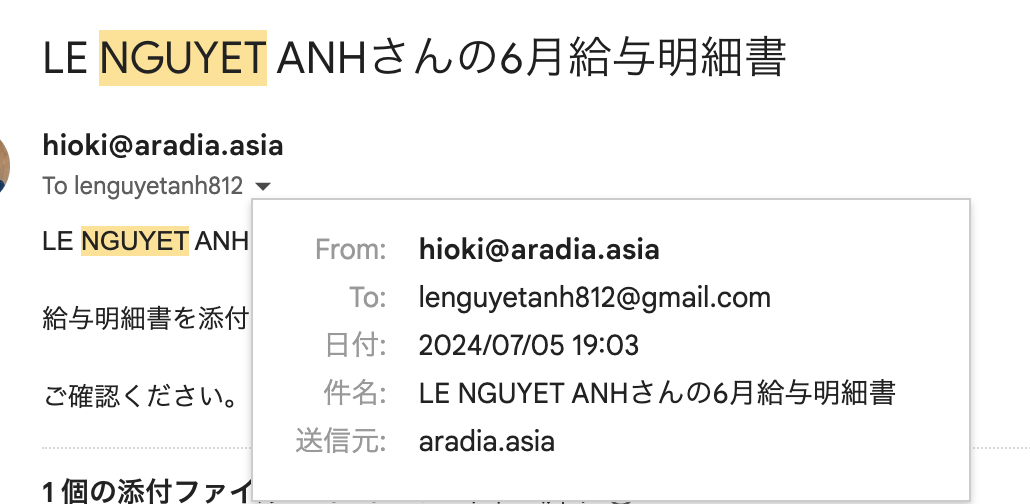 LE NGUYET ANHさんの6月給与明細書
hioki@aradia.asia
To lenguyetanh812
LE NGUYET ANH
From: hioki@aradia.asia
To: lenguyetanh812@gmail.com
給与明細書を添付
日付: 2024/07/05 19:03
ご確認ください。
件名: LE NGUYET ANHさんの6月給与明細書
送信元: aradia.asia
1 個の添付ファイ